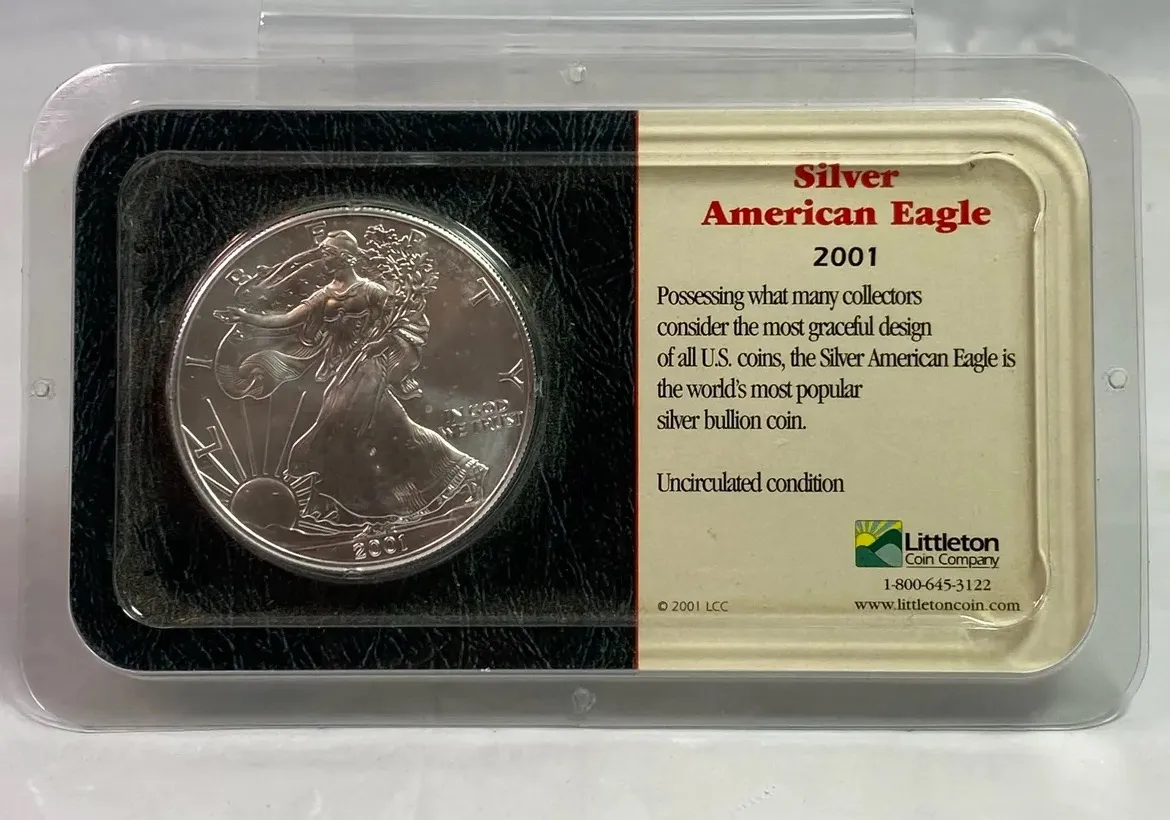 LIBERTY
IN GOD
WE TRUST
2001
Silver
American Eagle
2001
Possessing what many collectors
consider the most graceful design
of all U.S. coins, the Silver American Eagle is
the world's most popular
silver bullion coin.
Uncirculated condition
Littleton
Coin Company
1-800-645-3122
© 2001 LCC
www.littletoncoin.com